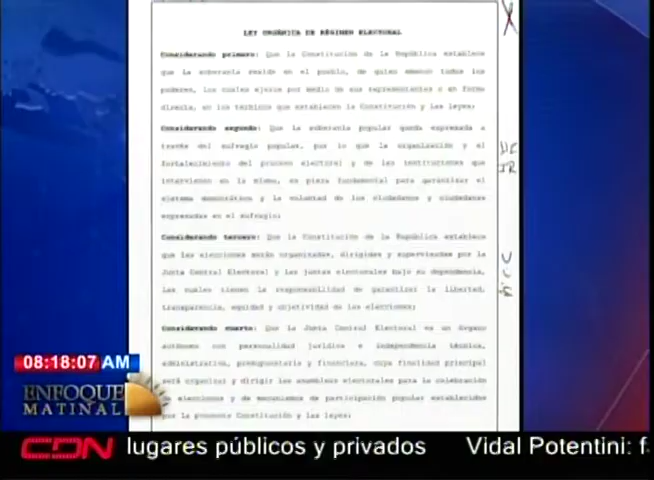 LEY ORGÁNICA DE RÉGIMEN ELECTORAL
Considerando primero: Que la Constitución de la República establece
que la soberanía reside en el pueblo, de quien emanan todos los
poderes, los cuales ejerce por medio de sus representantes o en forma
directa, en los términos que establecen la Constitución y las leyes;
Considerando segundo: Que la soberanía popular queda expresada a
través del sufragio popular, por lo que la organización y el
fortalecimiento del proceso electoral y de las instituciones que
intervienen en la misma, es pieza fundamental para garantizar el
sistema democrático y la voluntad de los ciudadanos y ciudadanas
expresadas en el sufragio;
Considerando tercero: Que la Constitución de la República establece
que las elecciones serán organizadas, dirigidas y supervisadas por la
Junta Central Electoral y las juntas electorales bajo su dependencia,
las cuales tienen la responsabilidad de garantizar la libertad,
transparencia, equidad y objetividad de las elecciones;
Considerando cuarto: Que la Junta Central Electoral es un órgano
autónomo con personalidad jurídica e independencia técnica,
administrativa, presupuestaria y financiera, cuya finalidad principal
será organizar y dirigir las asambleas electorales para la celebración
de elecciones y de mecanismos de participación popular establecidos
por la presente Constitución y las leyes;
08:18:07 AM
ENFOQUE
MATINAL
CDN lugares públicos y privados Vidal Potentini: f